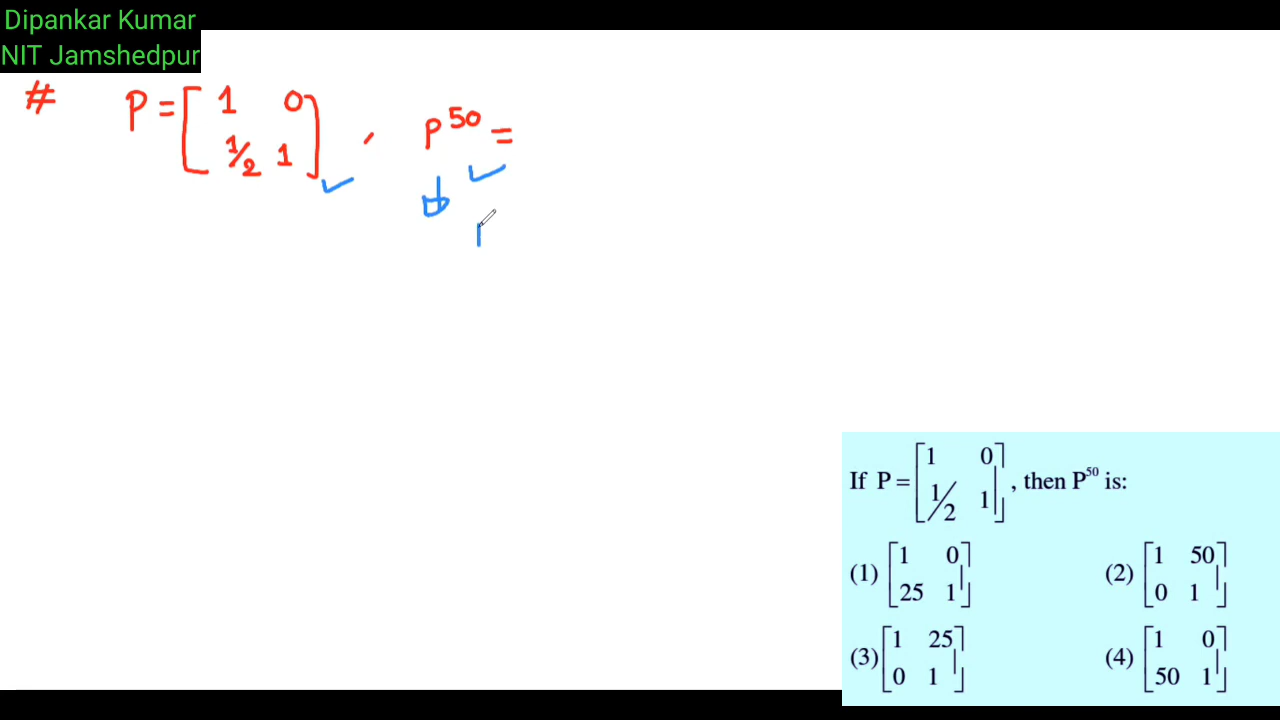 Dipankar Kumar
NIT Jamshedpur
# P = [ 1 0 ; 1/2 1 ] , P^50 =
If P = [ 1 0 ; 1/2 1 ] , then P^50 is:
(1) [ 1 0 ; 25 1 ] (2) [ 1 50 ; 0 1 ]
(3) [ 1 25 ; 0 1 ] (4) [ 1 0 ; 50 1 ]